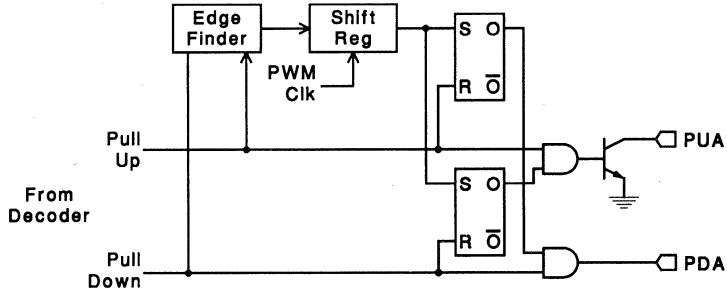 Edge
Finder
Shift
Reg
S O
R O̅
PWM
Clk
Pull
Up
PUA
From
Decoder
S O
R O̅
Pull
Down
PDA